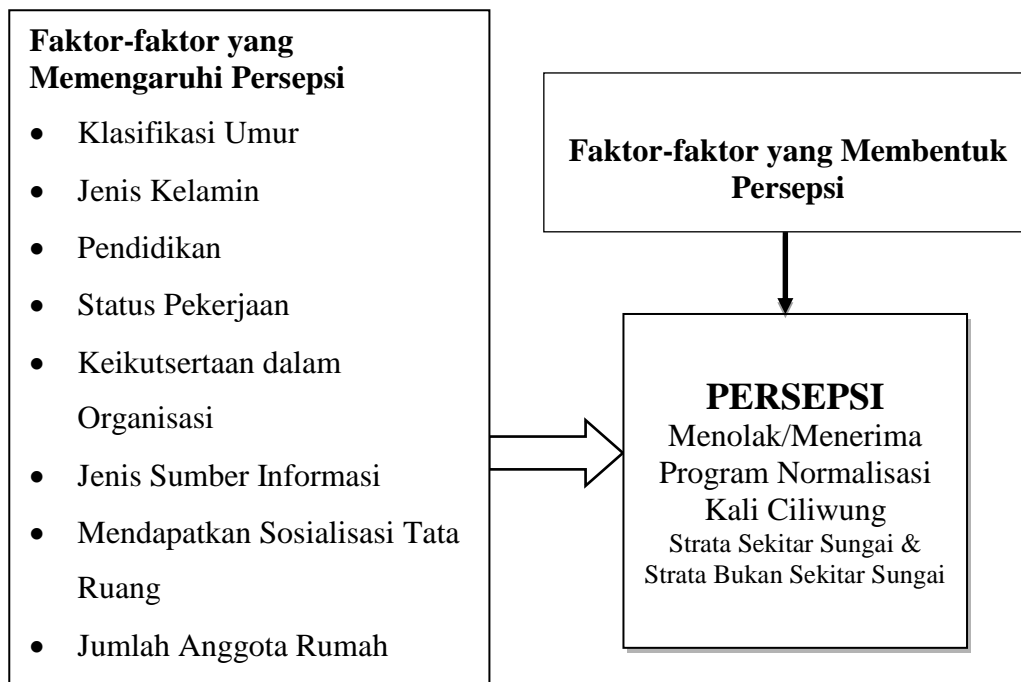 Faktor-faktor yang
Memengaruhi Persepsi
• Klasifikasi Umur
• Jenis Kelamin
• Pendidikan
• Status Pekerjaan
• Keikutsertaan dalam
Organisasi
• Jenis Sumber Informasi
• Mendapatkan Sosialisasi Tata
Ruang
• Jumlah Anggota Rumah
Faktor-faktor yang Membentuk
Persepsi
PERSEPSI
Menolak/Menerima
Program Normalisasi
Kali Ciliwung
Strata Sekitar Sungai &
Strata Bukan Sekitar Sungai